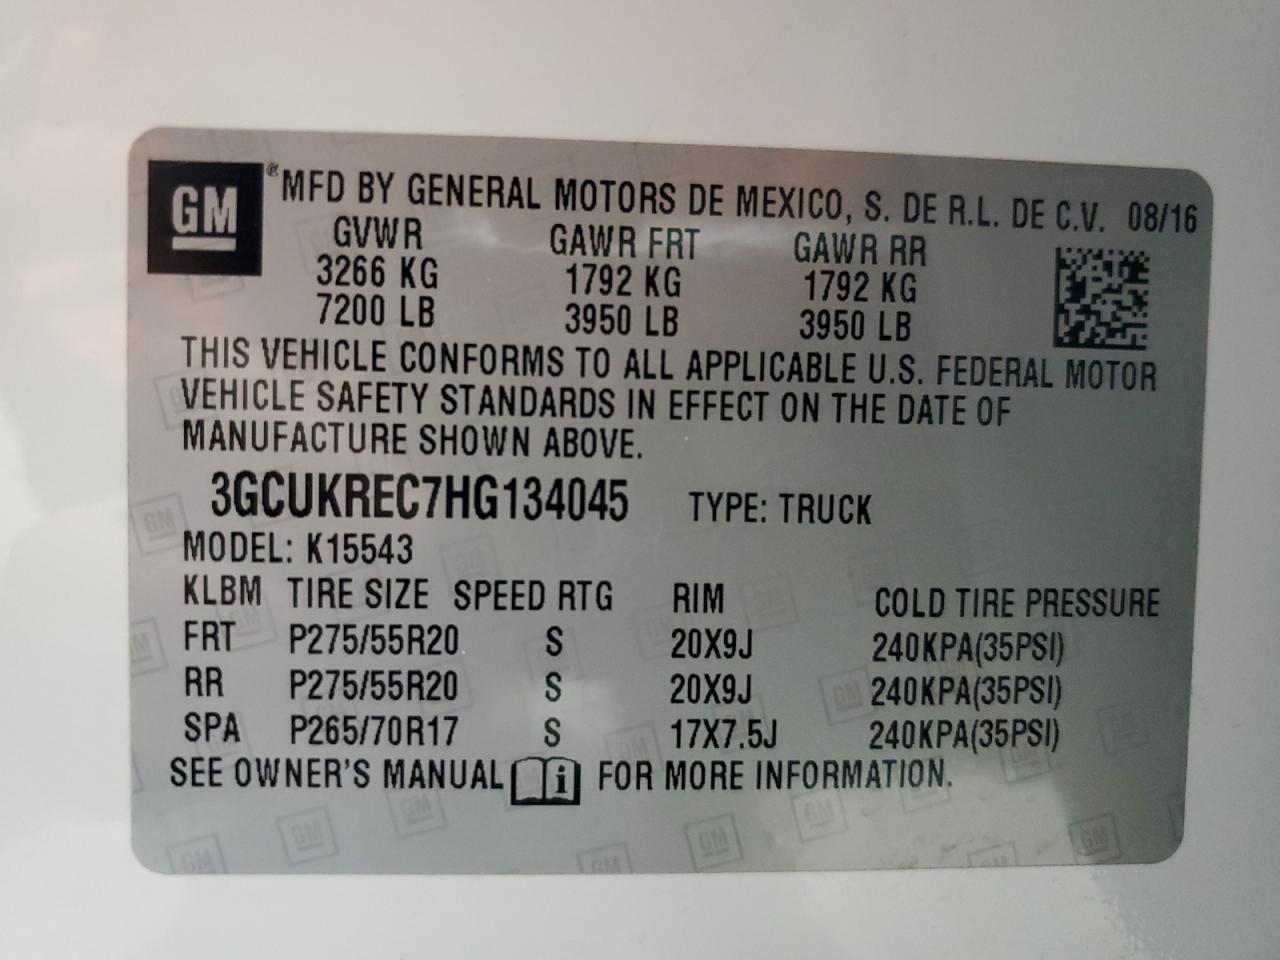 GM ® MFD BY GENERAL MOTORS DE MEXICO, S. DE R.L. DE C.V. 08/16
GVWR GAWR FRT GAWR RR
3266 KG 1792 KG 1792 KG
7200 LB 3950 LB 3950 LB
THIS VEHICLE CONFORMS TO ALL APPLICABLE U.S. FEDERAL MOTOR
VEHICLE SAFETY STANDARDS IN EFFECT ON THE DATE OF
MANUFACTURE SHOWN ABOVE.
3GCUKREC7HG134045 TYPE: TRUCK
MODEL: K15543
KLBM TIRE SIZE SPEED RTG RIM COLD TIRE PRESSURE
FRT P275/55R20 S 20X9J 240KPA(35PSI)
RR P275/55R20 S 20X9J 240KPA(35PSI)
SPA P265/70R17 S 17X7.5J 240KPA(35PSI)
SEE OWNER'S MANUAL i FOR MORE INFORMATION.